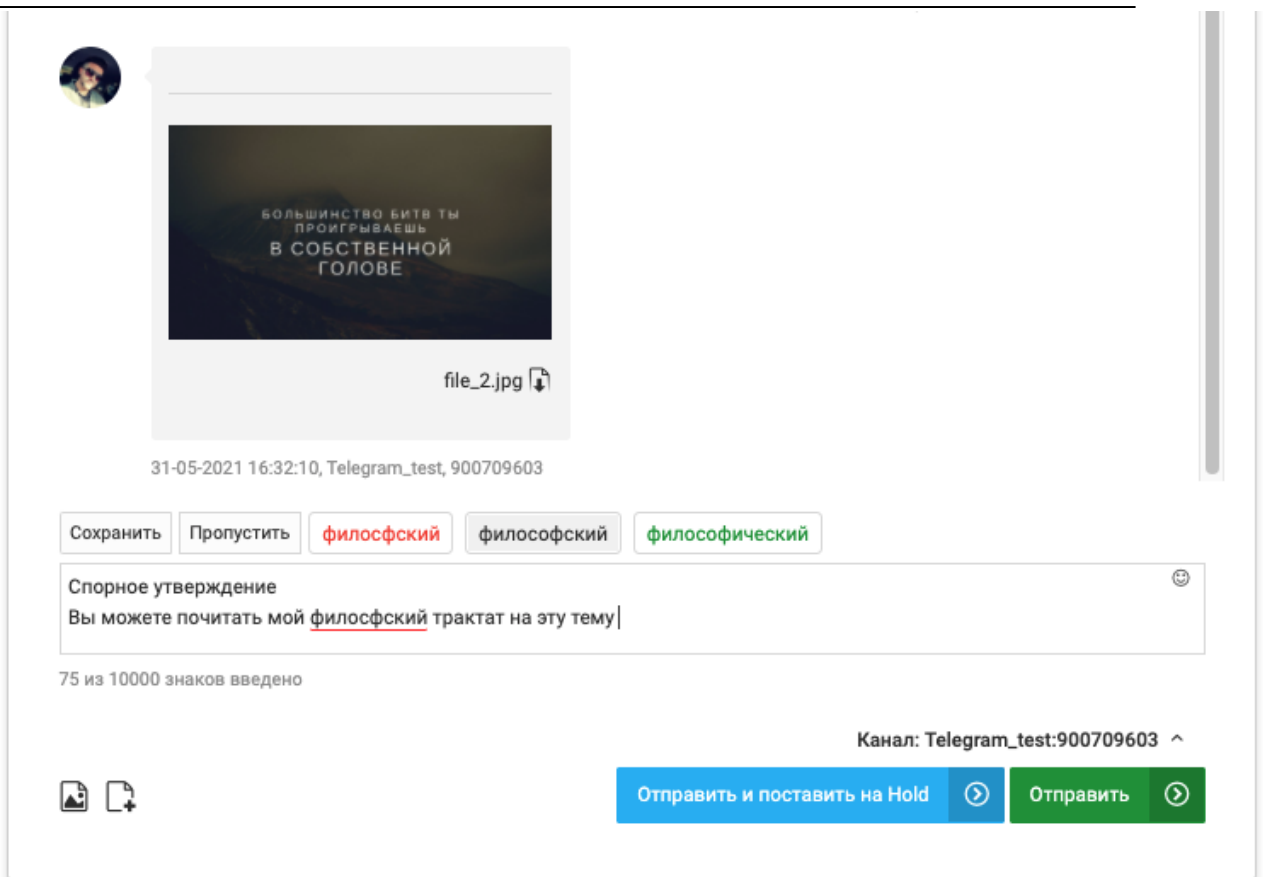 БОЛЬШИНСТВО БИТВ ТЫ
ПРОИГРЫВАЕШЬ
В СОБСТВЕННОЙ
ГОЛОВЕ
file_2.jpg
31-05-2021 16:32:10, Telegram_test, 900709603
Сохранить Пропустить филосфский философский философический
Спорное утверждение
Вы можете почитать мой филосфский трактат на эту тему
75 из 10000 знаков введено
Канал: Telegram_test:900709603
Отправить и поставить на Hold Отправить